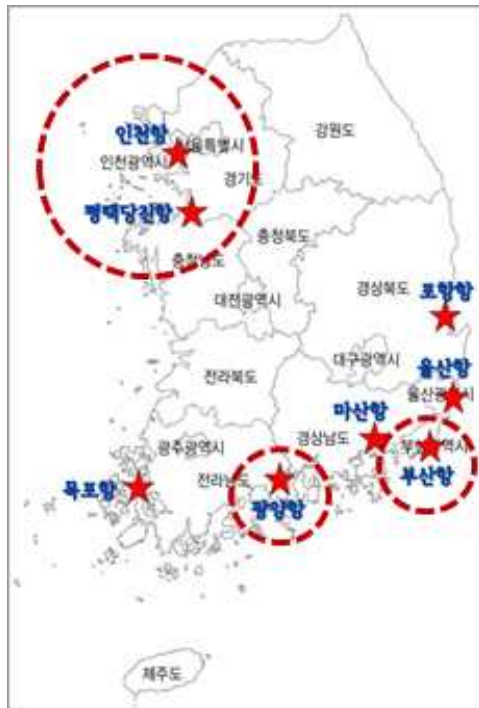 강원도
인천항
서울특별시
인천광역시
경기도
평택당진항
충청북도
충청남도
경상북도
포항항
대전광역시
대구광역시
울산항
울산광역시
전라북도
마산항
경상남도
부산광역시
광주광역시
부산항
목포항
전라남도
광양항
제주도